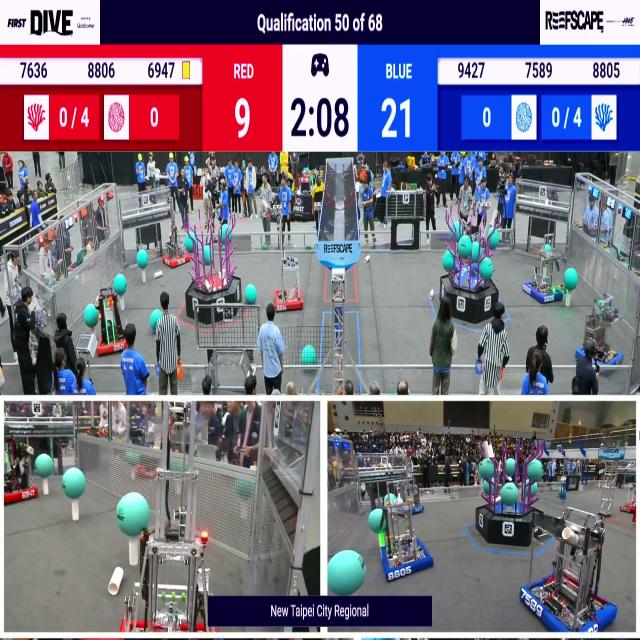 FIRST DIVE
Qualification 50 of 68
REEFSCAPE
7636 8806 6947
RED
BLUE
9427 7589 8805
0 / 4 0
9
2:08
21
0 0 / 4
REEFSCAPE
8805
7589
New Taipei City Regional